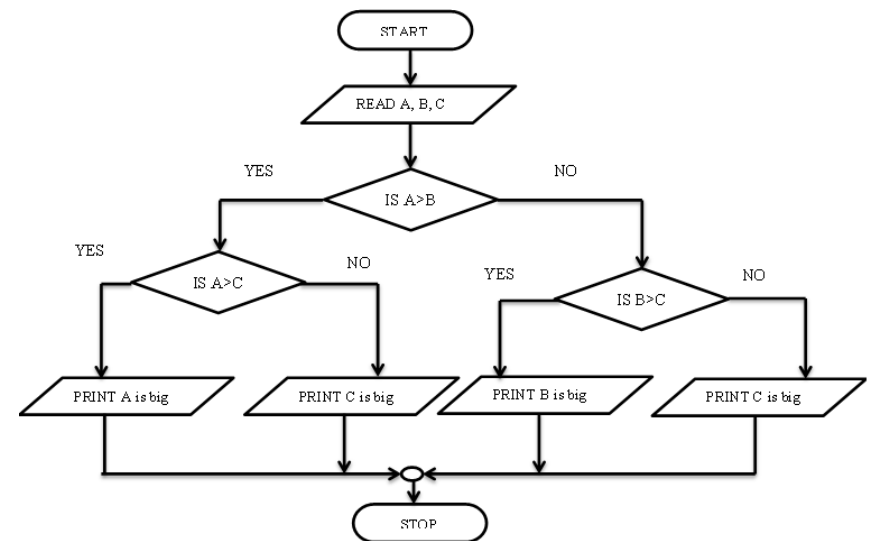 START
READ A, B, C
YES
NO
IS A>B
YES
NO
IS A>C
YES
NO
IS B>C
PRINT A is big
PRINT C is big
PRINT B is big
PRINT C is big
STOP